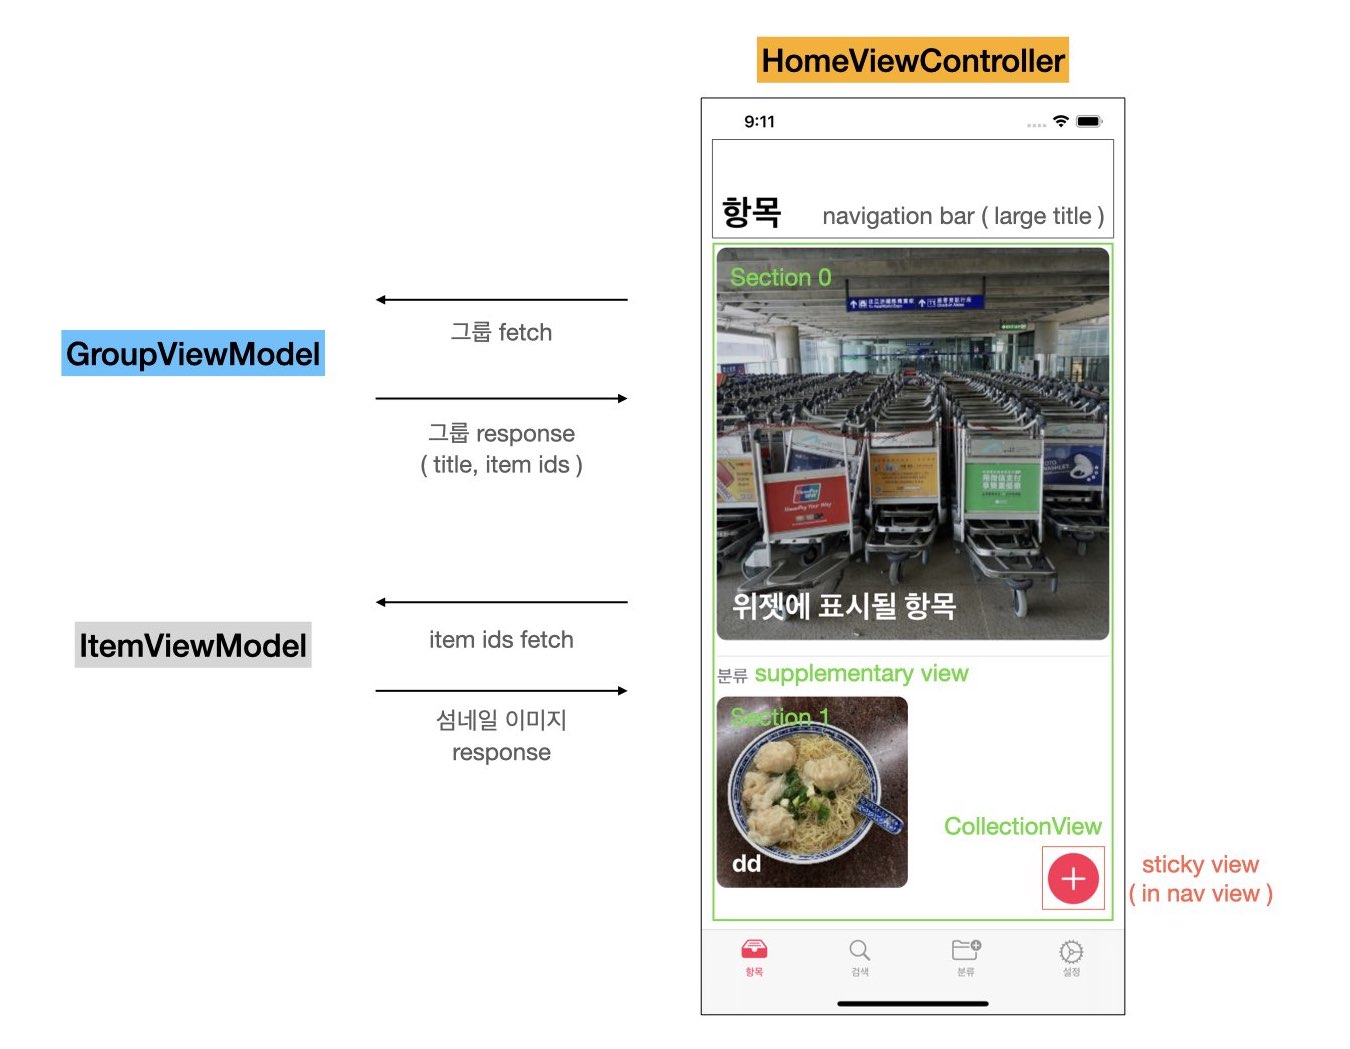 HomeViewController
9:11
항목
navigation bar ( large title )
Section 0
그룹 fetch
GroupViewModel
그룹 response
( title, item ids )
위젯에 표시될 항목
item ids fetch
ItemViewModel
섬네일 이미지
response
분류 supplementary view
Section 1
CollectionView
dd
sticky view
( in nav view )
항목
검색
분류
설정